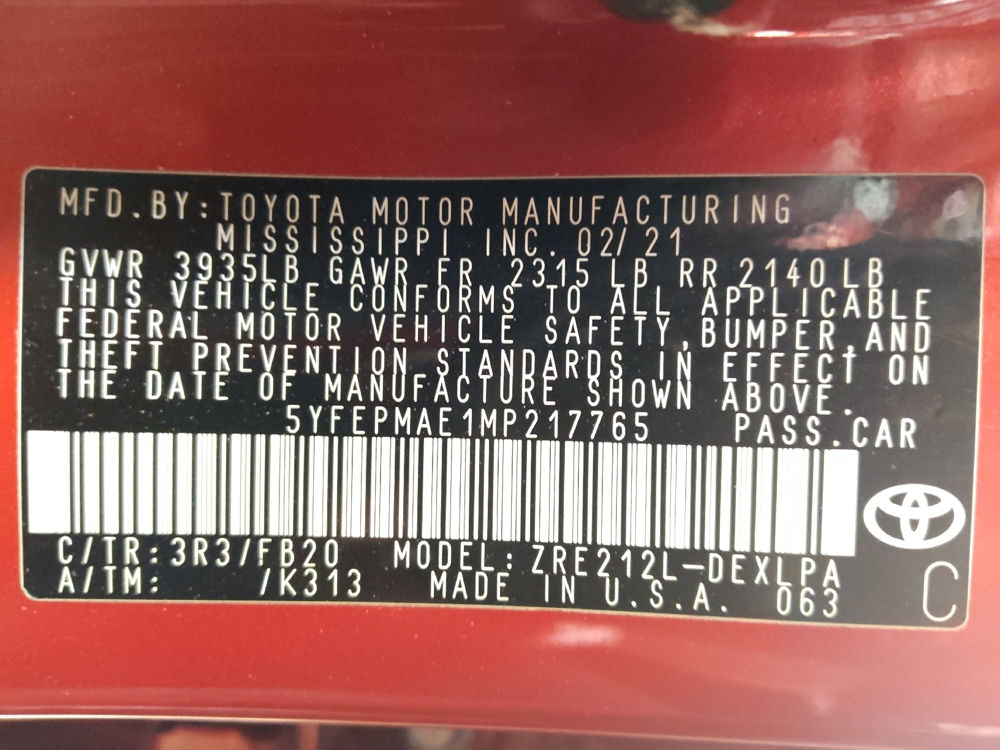 MFD.BY:TOYOTA MOTOR MANUFACTURING
MISSISSIPPI INC. 02/21
GVWR 3935LB GAWR FR 2315 LB RR 2140 LB
THIS VEHICLE CONFORMS TO ALL APPLICABLE
FEDERAL MOTOR VEHICLE SAFETY,BUMPER,AND
THEFT PREVENTION STANDARDS IN EFFECT ON
THE DATE OF MANUFACTURE SHOWN ABOVE.
5YFEPMAE1MP217765 PASS.CAR
C/TR:3R3/FB20 MODEL:ZRE212L-DEXLPA
A/TM: /K313 MADE IN U.S.A. 063
C